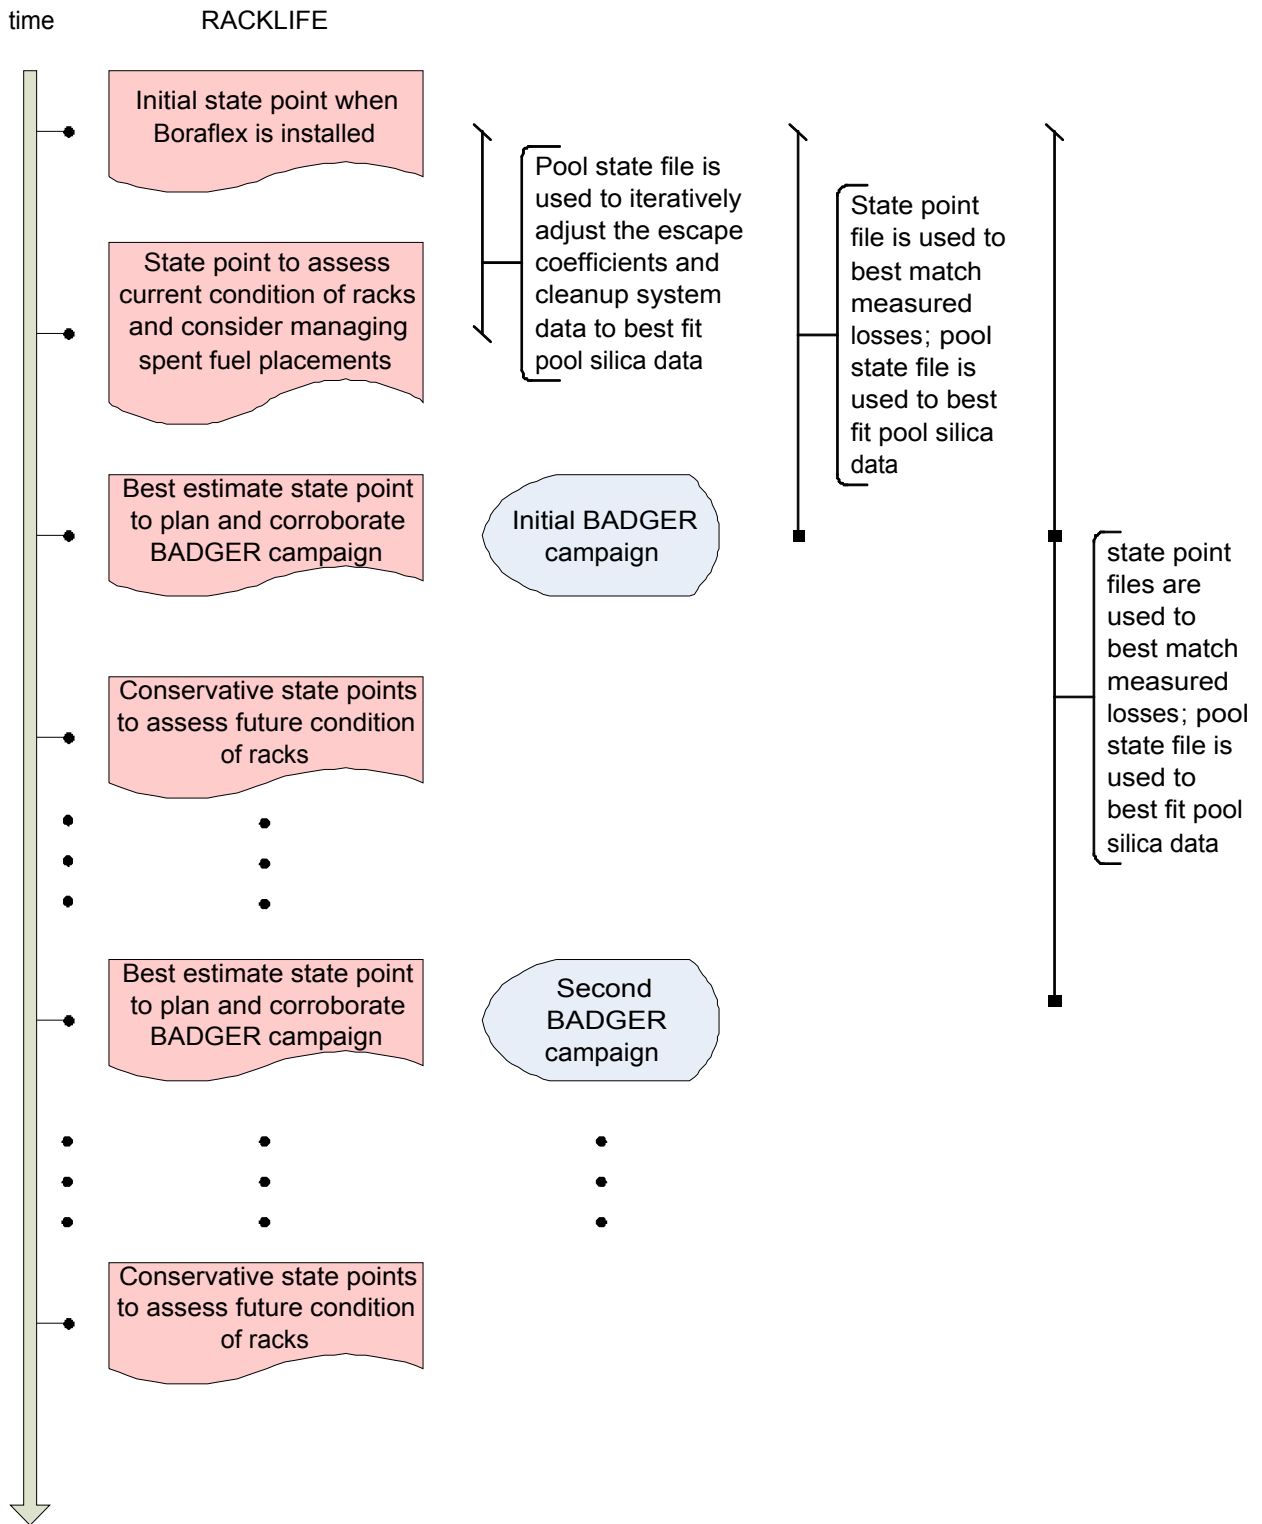 time
RACKLIFE
Initial state point when
Boraflex is installed
Pool state file is
used to iteratively
adjust the escape
coefficients and
cleanup system
data to best fit
pool silica data
State point
file is used to
best match
measured
losses; pool
state file is
used to best
fit pool silica
data
State point to assess
current condition of racks
and consider managing
spent fuel placements
Best estimate state point
to plan and corroborate
BADGER campaign
Initial BADGER
campaign
state point
files are
used to
best match
measured
losses; pool
state file is
used to
best fit pool
silica data
Conservative state points
to assess future condition
of racks
Best estimate state point
to plan and corroborate
BADGER campaign
Second
BADGER
campaign
Conservative state points
to assess future condition
of racks